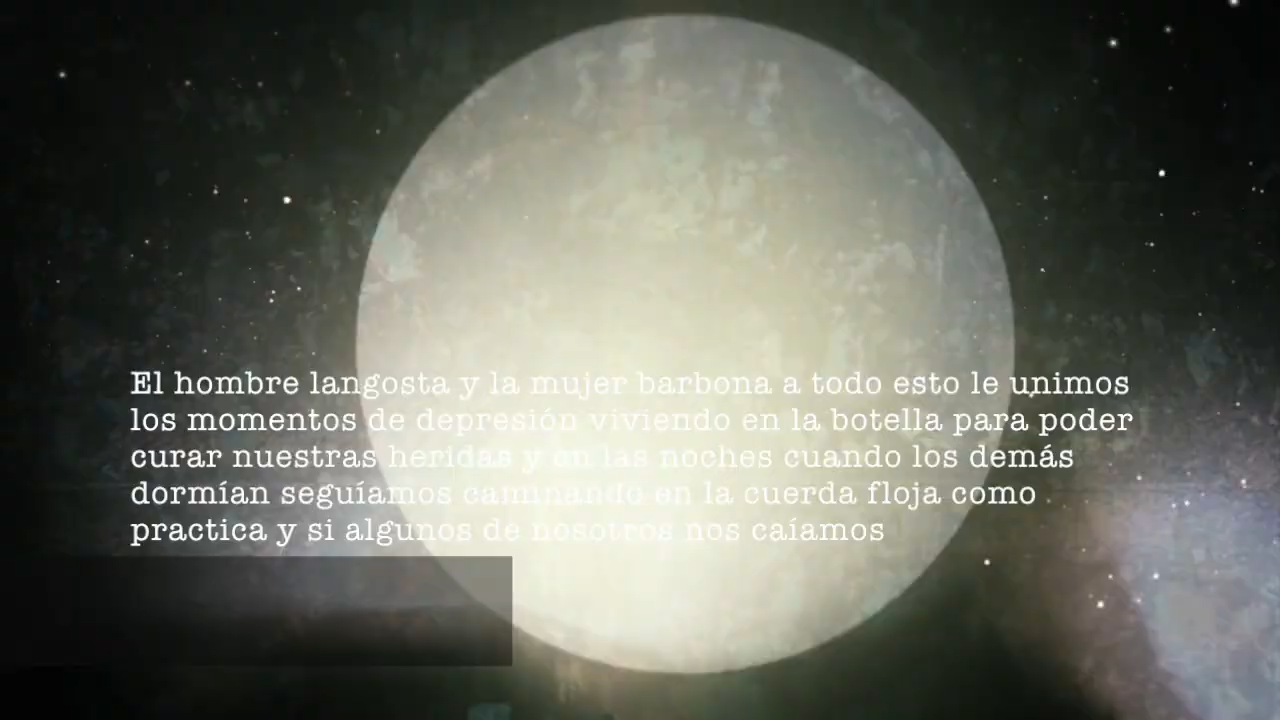 El hombre langosta y la mujer barbona a todo esto le unimos
los momentos de depresión viviendo en la botella para poder
curar nuestras heridas y en las noches cuando los demás
dormían seguíamos caminando en la cuerda floja como
practica y si algunos de nosotros nos caíamos